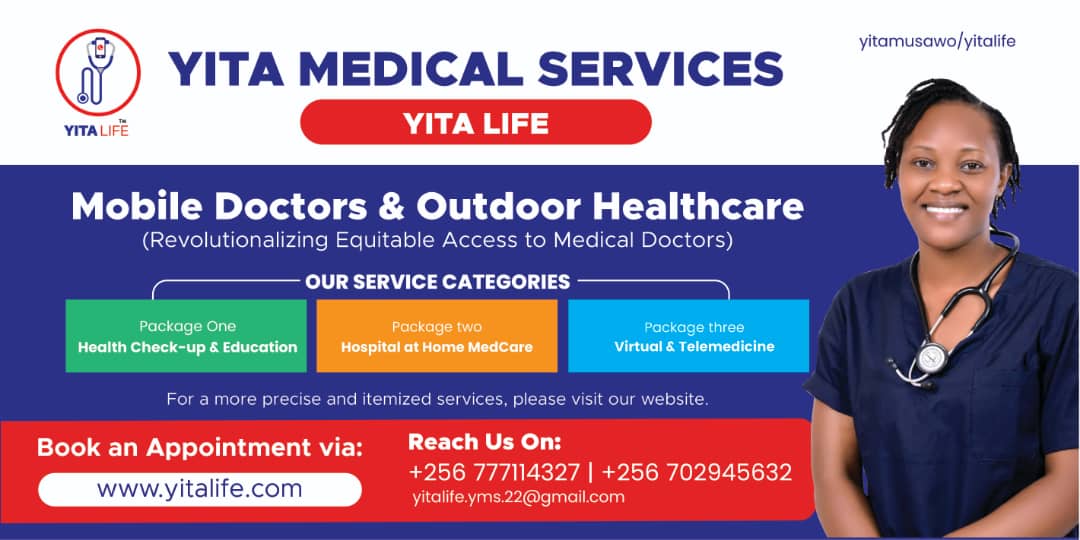 YITA LIFE
TM
YITA MEDICAL SERVICES
YITA LIFE
yitamusawo/yitalife
Mobile Doctors & Outdoor Healthcare
(Revolutionalizing Equitable Access to Medical Doctors)
OUR SERVICE CATEGORIES
Package One
Health Check-up & Education
Package two
Hospital at Home MedCare
Package three
Virtual & Telemedicine
For a more precise and itemized services, please visit our website.
Book an Appointment via:
www.yitalife.com
Reach Us On:
+256 777114327 | +256 702945632
yitalife.yms.22@gmail.com